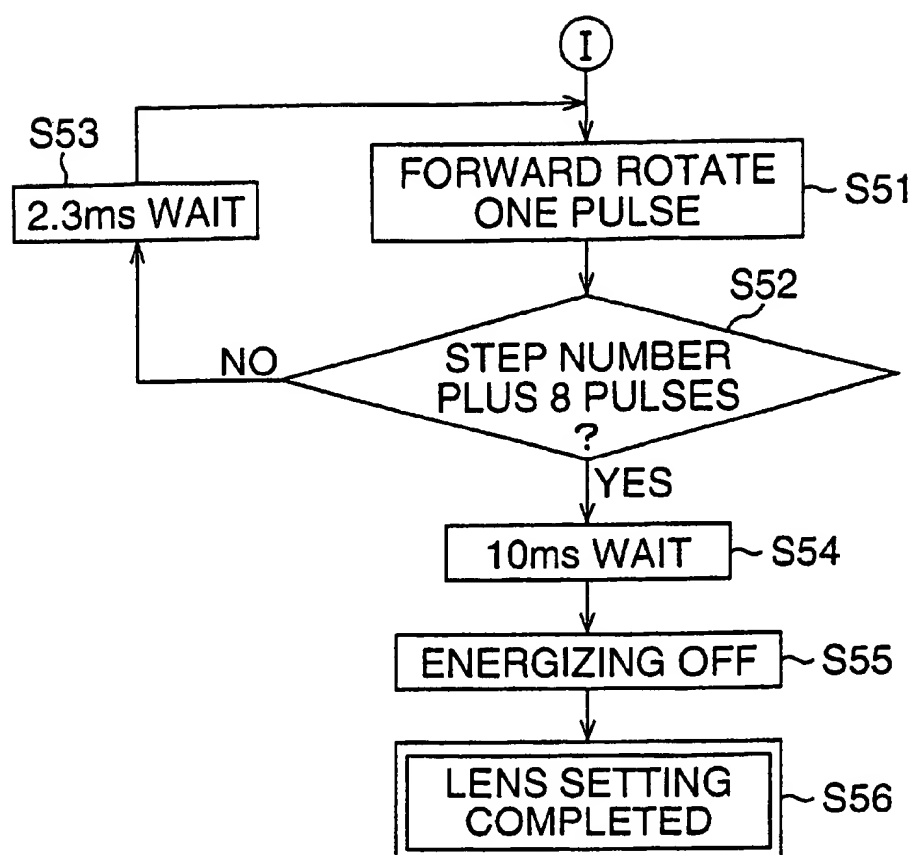 I
S53
2.3ms WAIT
FORWARD ROTATE
ONE PULSE
S51
S52
STEP NUMBER
PLUS 8 PULSES
?
NO
YES
10ms WAIT
S54
ENERGIZING OFF
S55
LENS SETTING
COMPLETED
S56